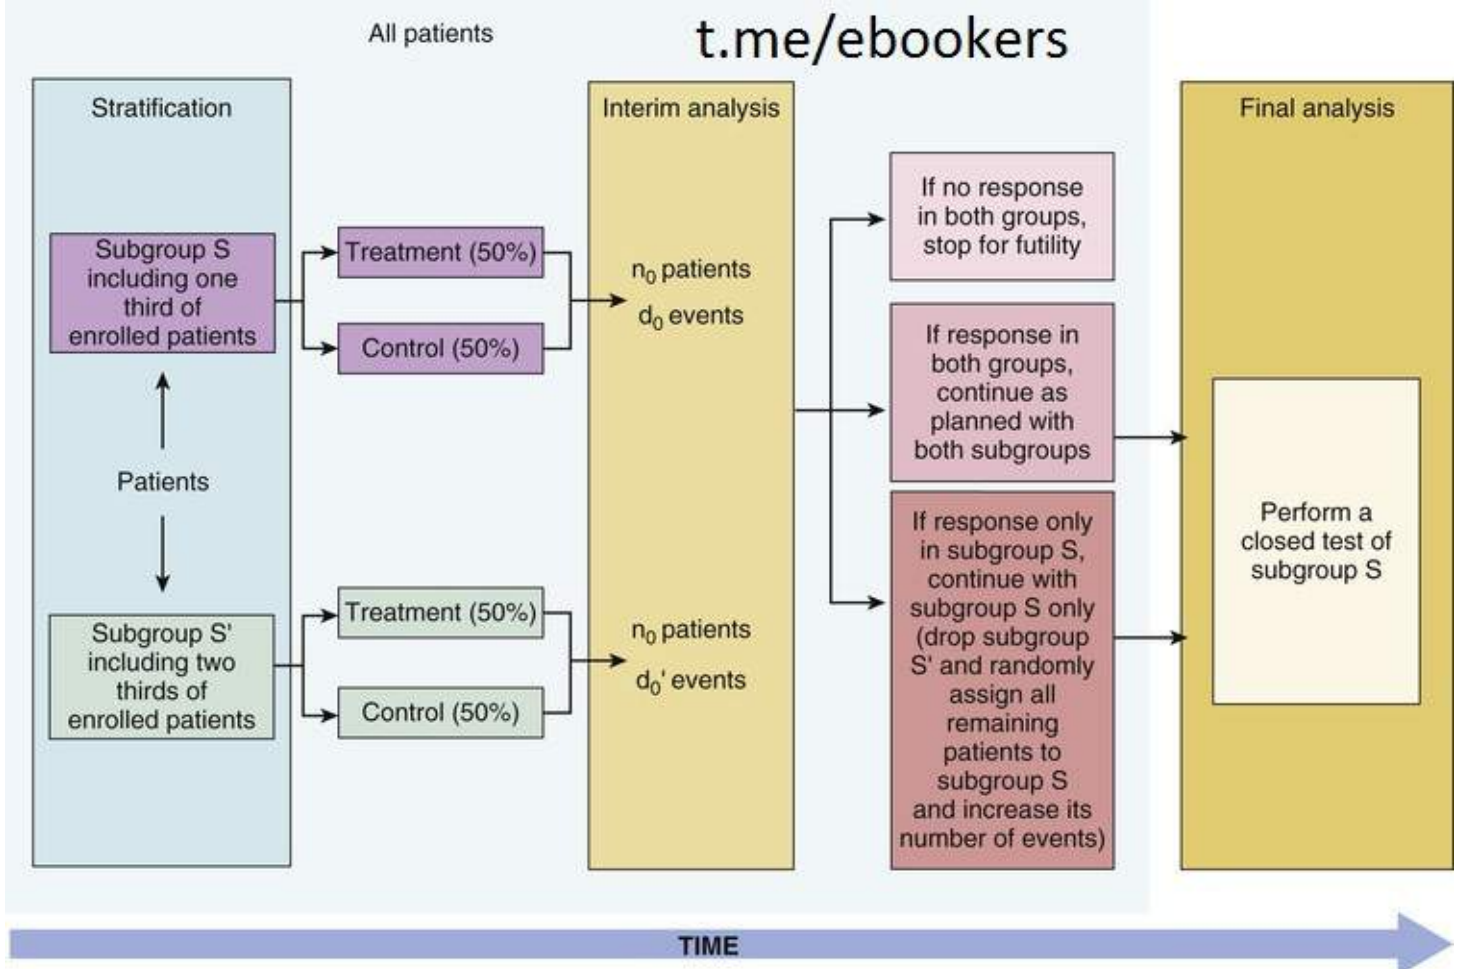 All patients
t.me/ebookers
Stratification
Subgroup S
including one
third of
enrolled patients
Patients
Subgroup S'
including two
thirds of
enrolled patients
Treatment (50%)
Control (50%)
Treatment (50%)
Control (50%)
Interim analysis
n0 patients
d0 events
n0 patients
d0' events
If no response
in both groups,
stop for futility
If response in
both groups,
continue as
planned with
both subgroups
If response only
in subgroup S,
continue with
subgroup S only
(drop subgroup
S' and randomly
assign all
remaining
patients to
subgroup S
and increase its
number of events)
Final analysis
Perform a
closed test of
subgroup S
TIME